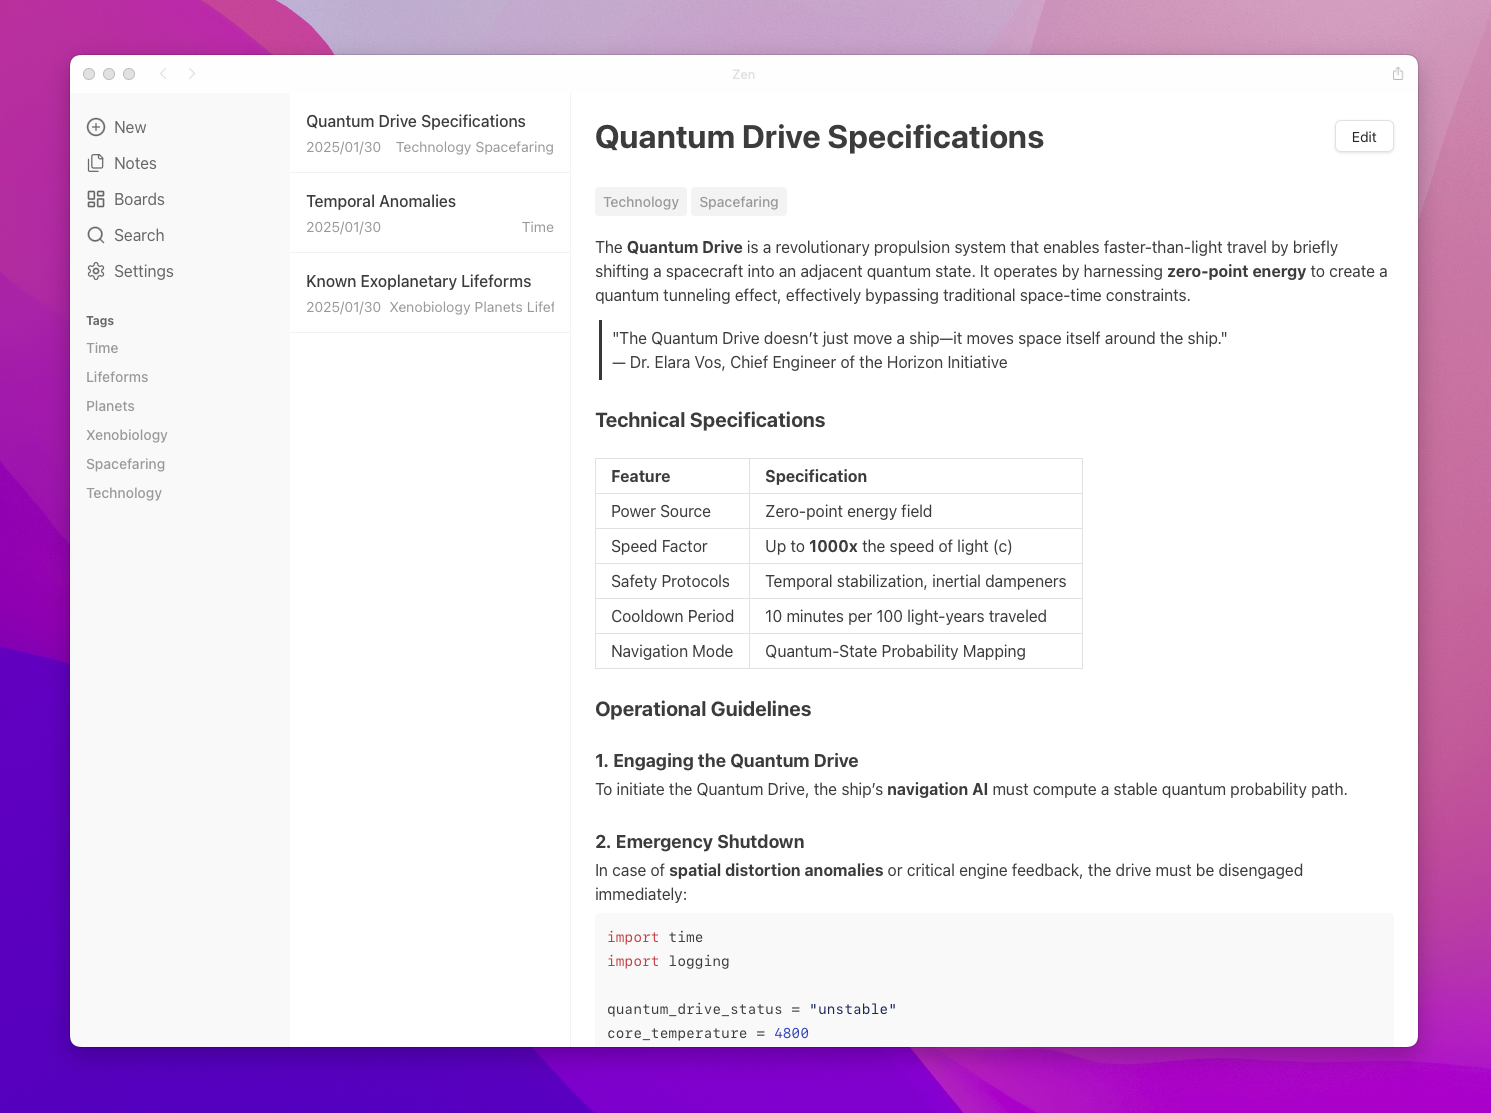 Zen
New
Notes
Boards
Search
Settings
Tags
Time
Lifeforms
Planets
Xenobiology
Spacefaring
Technology
Quantum Drive Specifications
2025/01/30 Technology Spacefaring
Temporal Anomalies
2025/01/30 Time
Known Exoplanetary Lifeforms
2025/01/30 Xenobiology Planets Lifef
Quantum Drive Specifications
Edit
Technology Spacefaring
The Quantum Drive is a revolutionary propulsion system that enables faster-than-light travel by briefly
shifting a spacecraft into an adjacent quantum state. It operates by harnessing zero-point energy to create a
quantum tunneling effect, effectively bypassing traditional space-time constraints.
"The Quantum Drive doesn’t just move a ship—it moves space itself around the ship."
— Dr. Elara Vos, Chief Engineer of the Horizon Initiative
Technical Specifications
Feature Specification
Power Source Zero-point energy field
Speed Factor Up to 1000x the speed of light (c)
Safety Protocols Temporal stabilization, inertial dampeners
Cooldown Period 10 minutes per 100 light-years traveled
Navigation Mode Quantum-State Probability Mapping
Operational Guidelines
1. Engaging the Quantum Drive
To initiate the Quantum Drive, the ship’s navigation AI must compute a stable quantum probability path.
2. Emergency Shutdown
In case of spatial distortion anomalies or critical engine feedback, the drive must be disengaged
immediately:
import time
import logging
quantum_drive_status = "unstable"
core_temperature = 4800